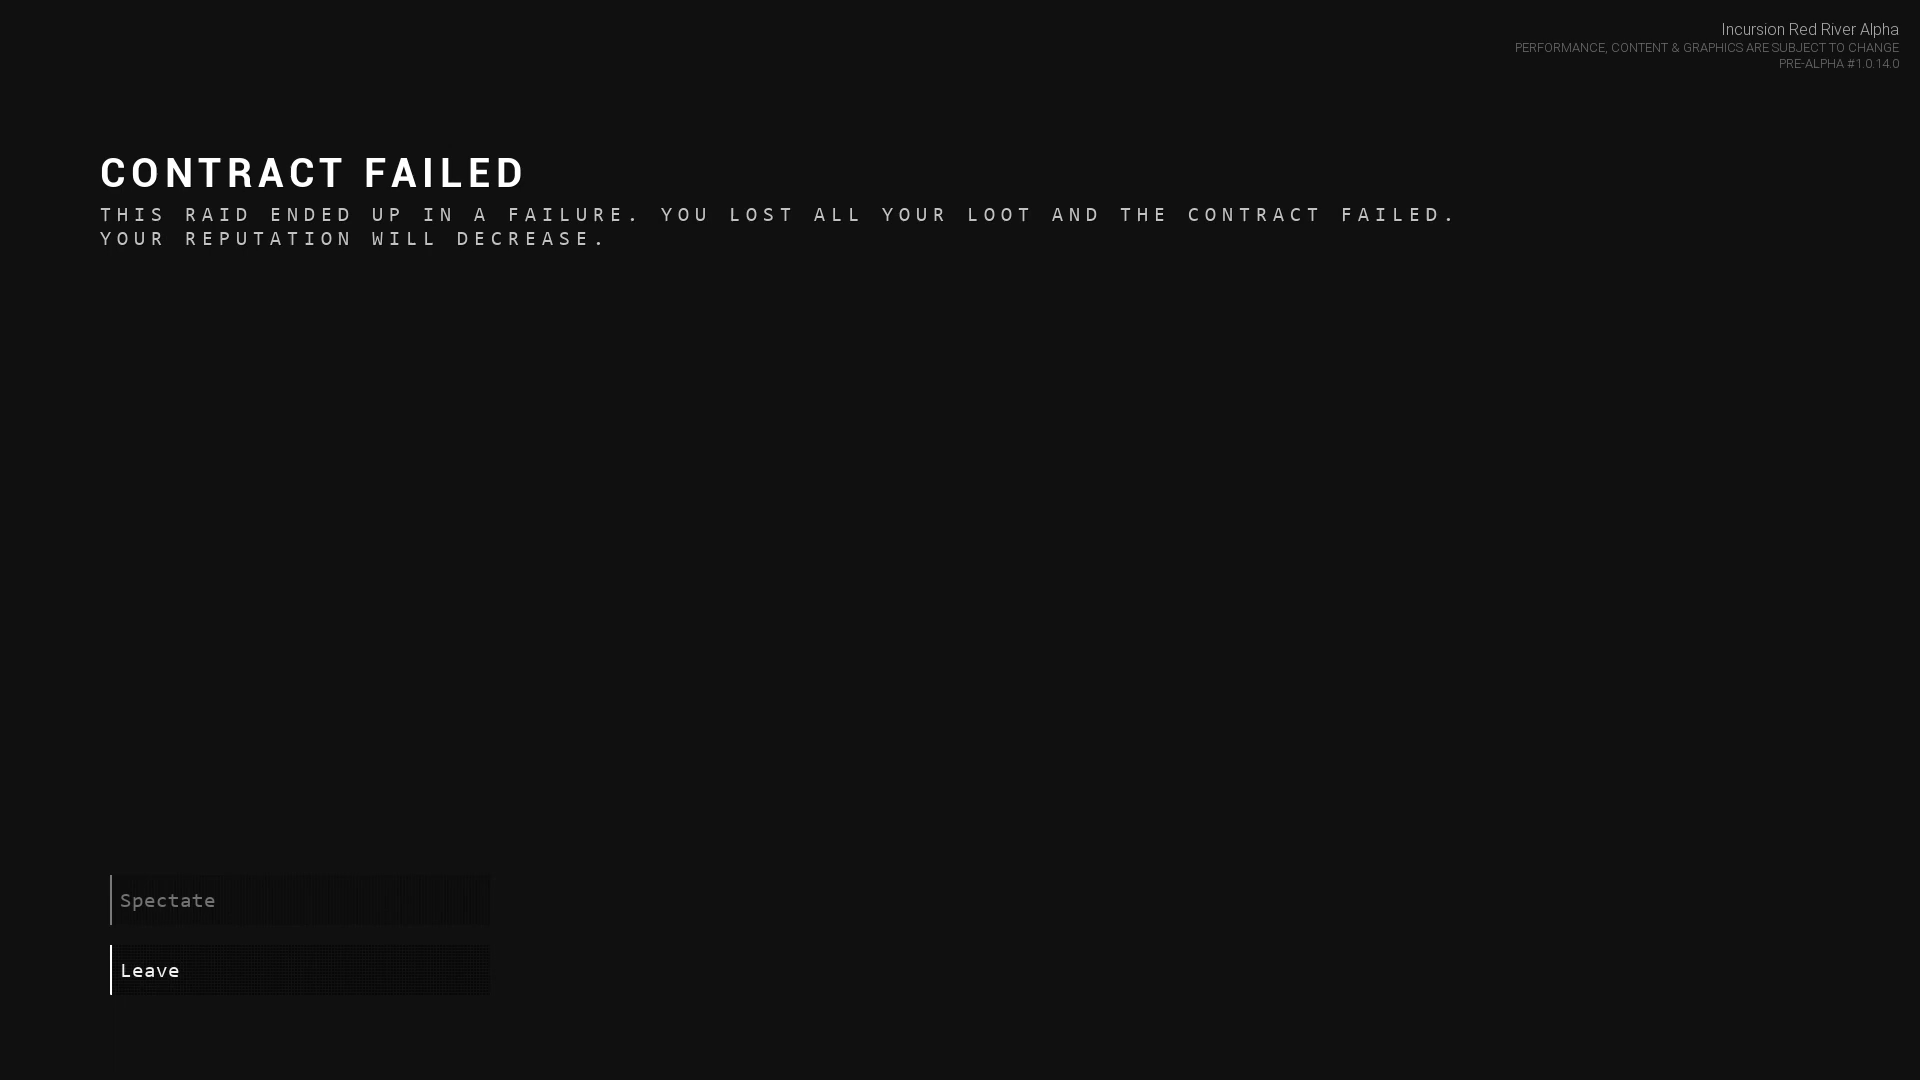 Incursion Red River Alpha
PERFORMANCE, CONTENT & GRAPHICS ARE SUBJECT TO CHANGE
PRE-ALPHA #1.0.14.0
CONTRACT FAILED
THIS RAID ENDED UP IN A FAILURE. YOU LOST ALL YOUR LOOT AND THE CONTRACT FAILED.
YOUR REPUTATION WILL DECREASE.
Spectate
Leave